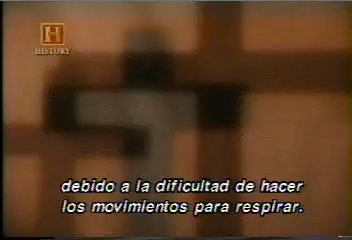 H
HISTORY
debido a la dificultad de hacer
los movimientos para respirar.